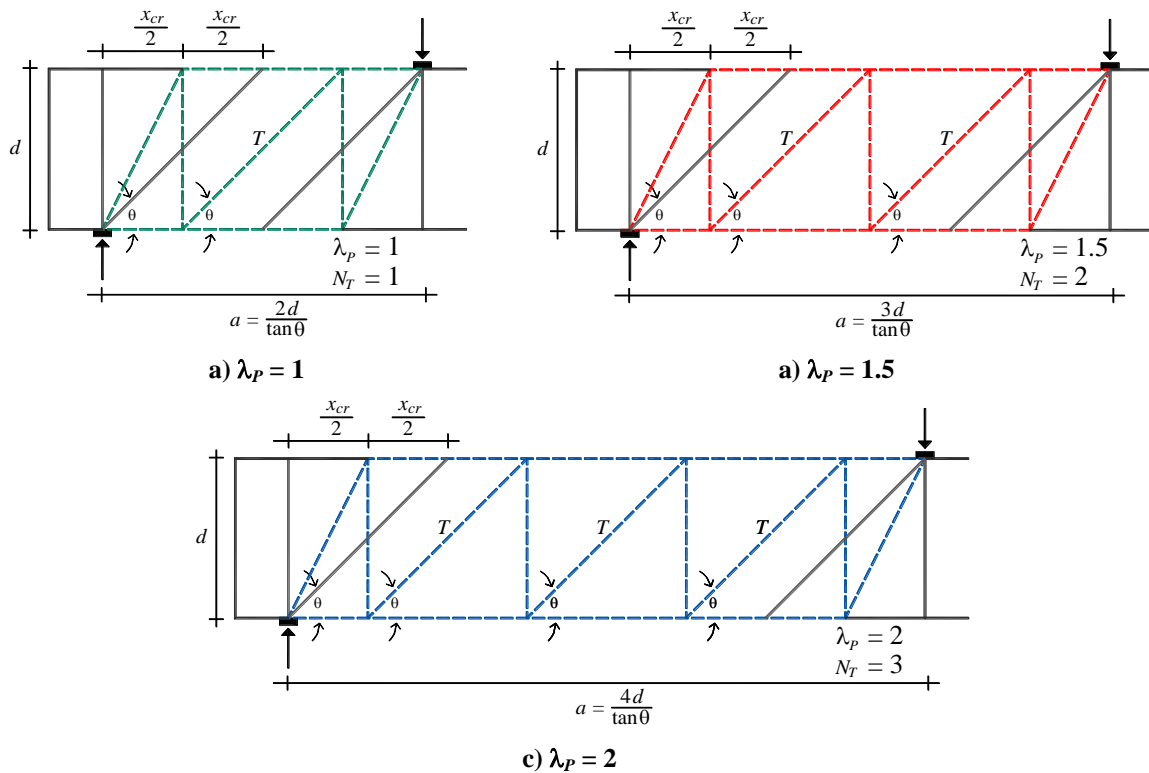 x_cr/2 x_cr/2
d
T
θ θ
λ_P = 1
N_T = 1
a = 2d/tanθ
a) λ_P = 1
x_cr/2 x_cr/2
d
T T
θ θ θ
λ_P = 1.5
N_T = 2
a = 3d/tanθ
a) λ_P = 1.5
x_cr/2 x_cr/2
d
T T T
θ θ θ θ
λ_P = 2
N_T = 3
a = 4d/tanθ
c) λ_P = 2